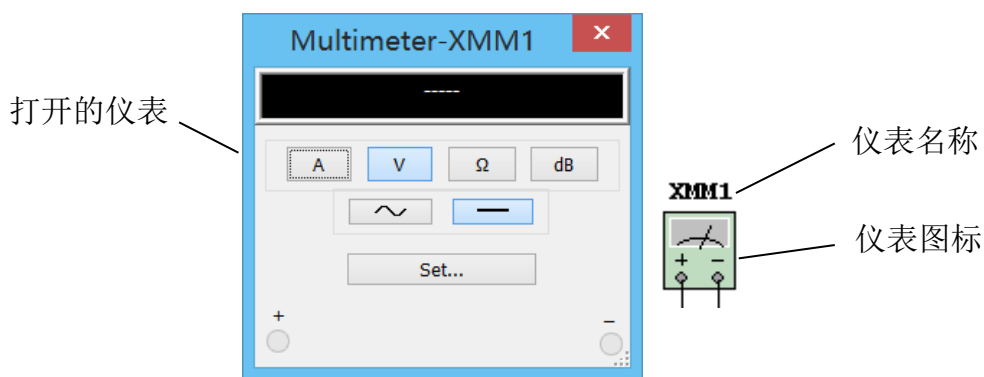 Multimeter-XMM1
×
-----
打开的仪表
A V Ω dB
仪表名称
XMM1
Set...
仪表图标
+ −
+ −